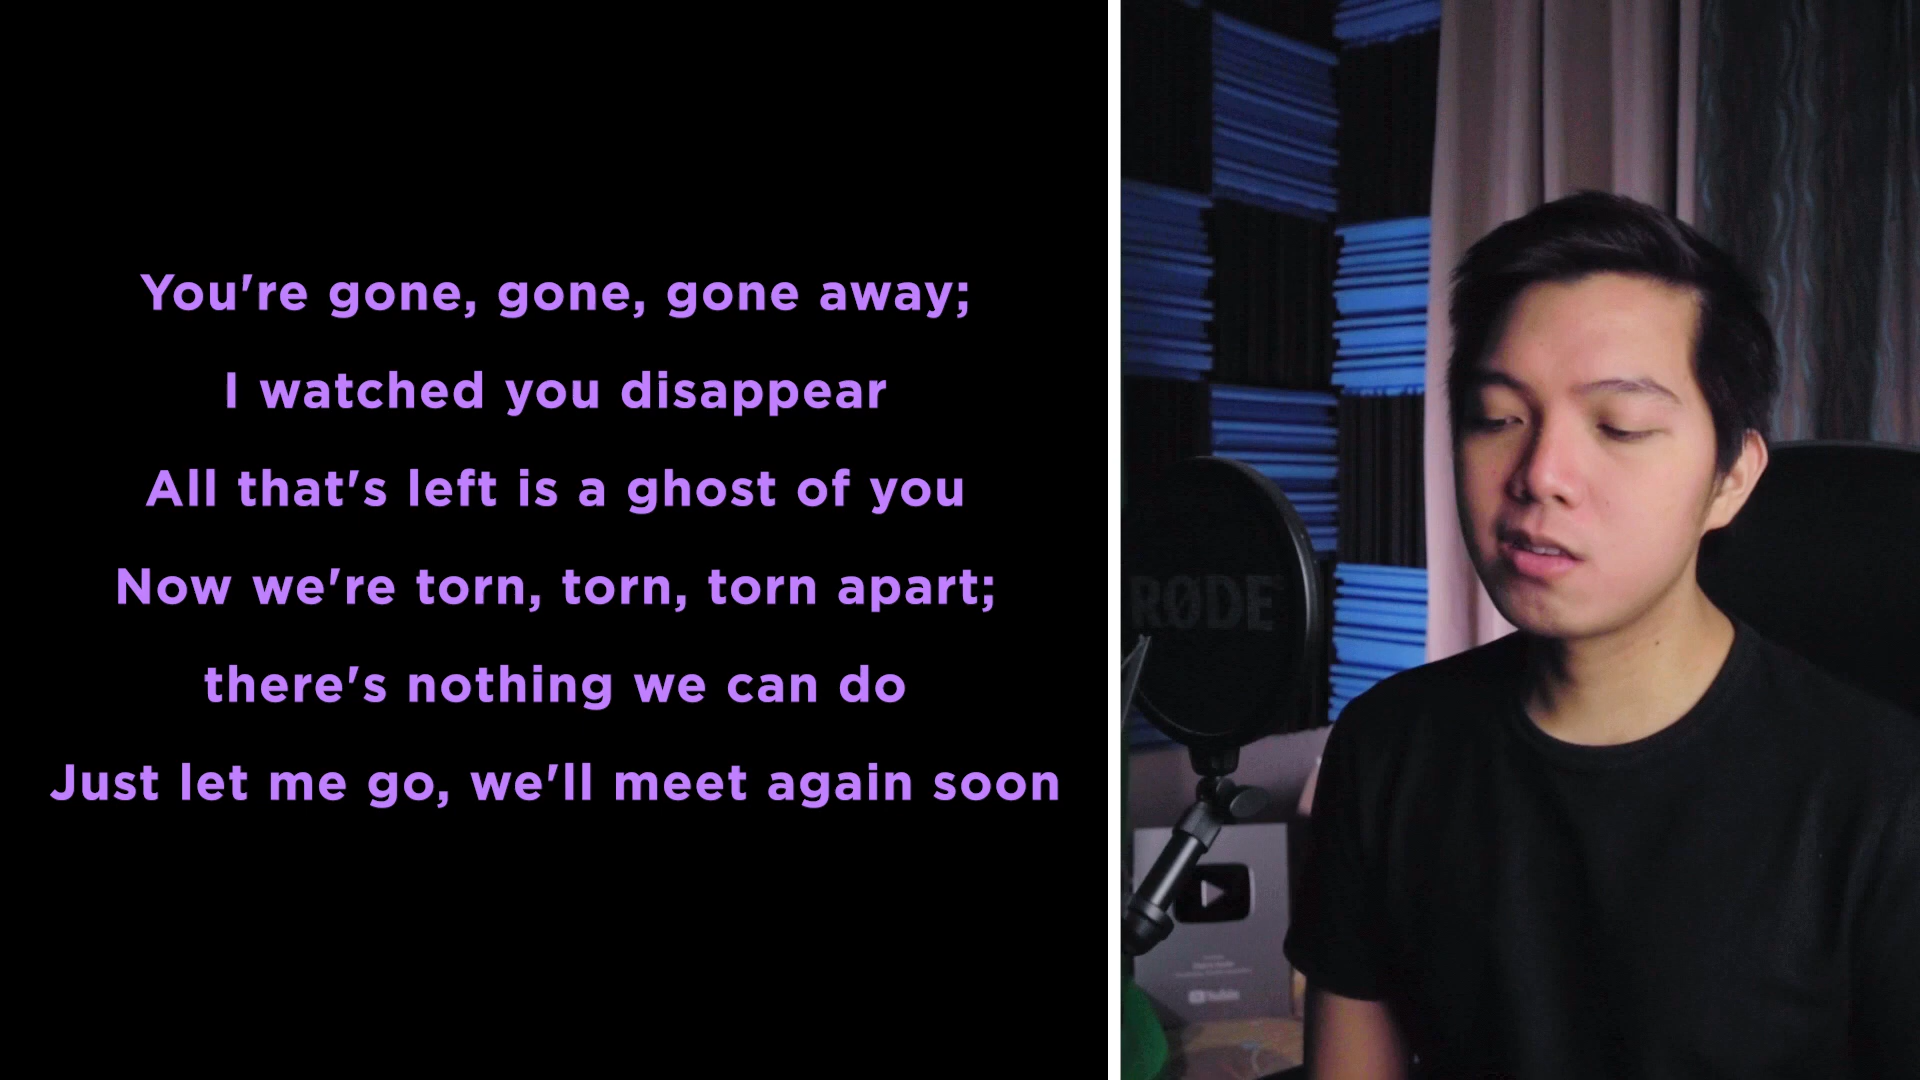 You're gone, gone, gone away;
I watched you disappear
All that's left is a ghost of you
Now we're torn, torn, torn apart;
there's nothing we can do
Just let me go, we'll meet again soon
RØDE
YouTube